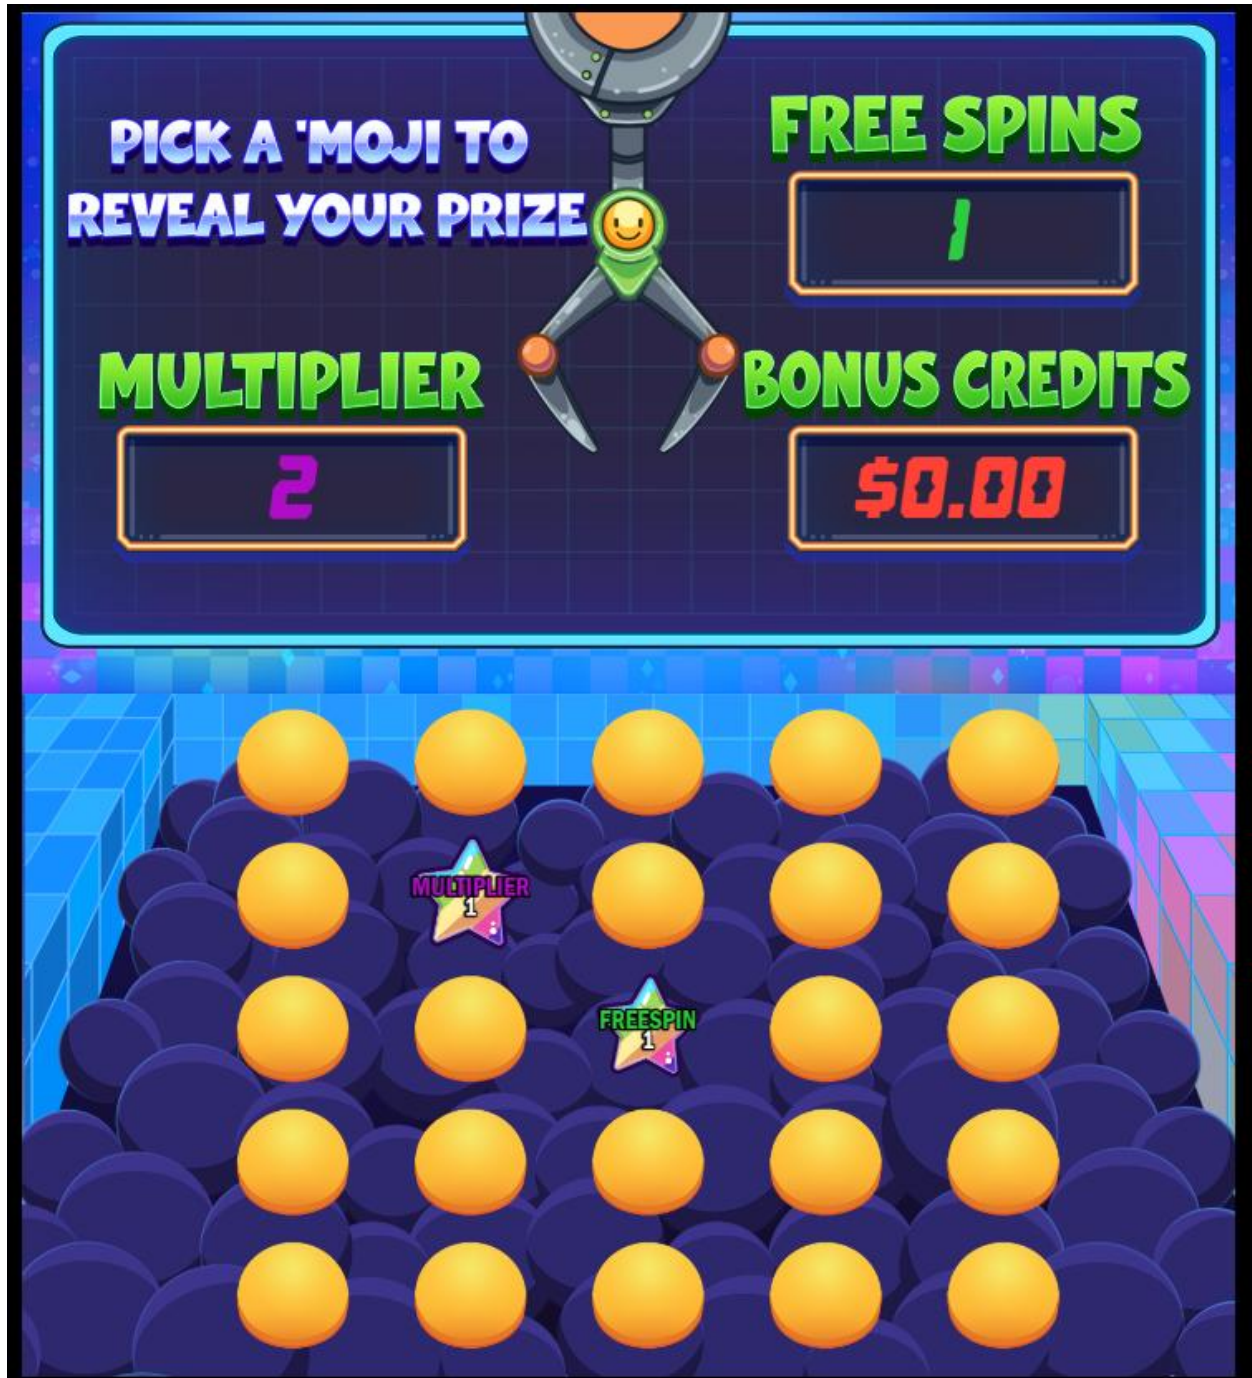 PICK A 'MOJI TO
REVEAL YOUR PRIZE
FREE SPINS
1
MULTIPLIER
2
BONUS CREDITS
$0.00
MULTIPLIER
1
FREESPIN
1